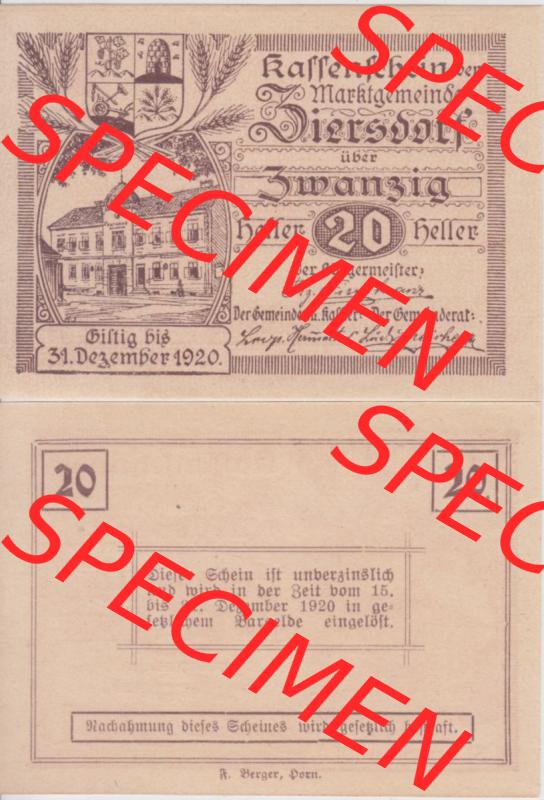 Kassenschein der
Marktgemeinde
Ziersdorf
über
Zwanzig
Heller 20 Heller
Der Bürgermeister:
Der Gemeinde u. Kassier: Der Gemeinderat:
Giltig bis
31. Dezember 1920.
SPECIMEN
SPEC
20
20
Dieser Schein ist unverzinslich
und wird in der Zeit vom 15.
bis Dezember 1920 in ge-
setzlichem Bargelde eingelöst.
Nachahmung dieses Scheines wird gesetzlich bestraft.
F. Berger, Horn.
SPECIMEN
SPEC